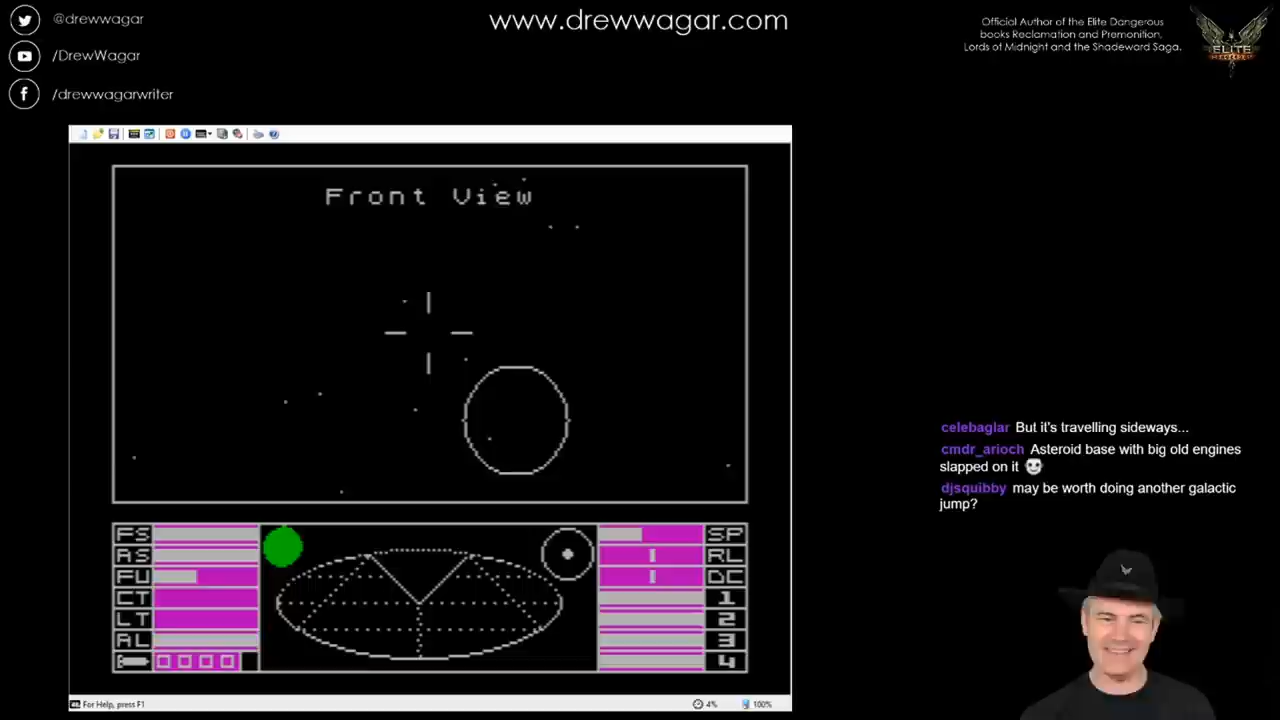 @drewwagar
/DrewWagar
/drewwagarwriter
www.drewwagar.com
Official Author of the Elite Dangerous
books Reclamation and Premonition,
Lords of Midnight and the Shadeward Saga.
ELITE
Front View
celebaglar But it's travelling sideways...
cmdr_arioch Asteroid base with big old engines
slapped on it
djsquibby may be worth doing another galactic
jump?
FS
AS
FU
CT
LT
AL
SP
RL
DC
1
2
3
4
For Help, press F1
4%
100%